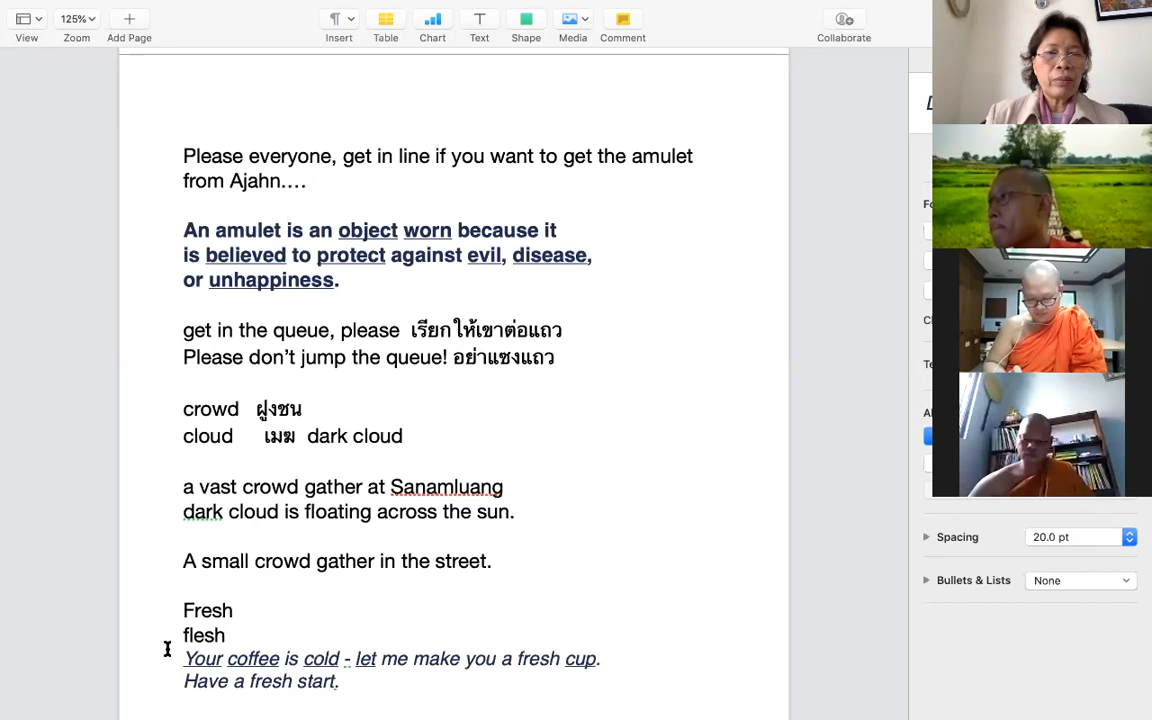 View
125%
Zoom
Add Page
Insert
Table
Chart
Text
Shape
Media
Comment
Collaborate
Please everyone, get in line if you want to get the amulet
from Ajahn....
An amulet is an object worn because it
is believed to protect against evil, disease,
or unhappiness.
get in the queue, please เรียกให้เขาต่อแถว
Please don't jump the queue! อย่าแซงแถว
crowd ฝูงชน
cloud เมฆ dark cloud
a vast crowd gather at Sanamluang
dark cloud is floating across the sun.
A small crowd gather in the street.
Fresh
flesh
Your coffee is cold - let me make you a fresh cup.
Have a fresh start.
Spacing
20.0 pt
Bullets & Lists
None